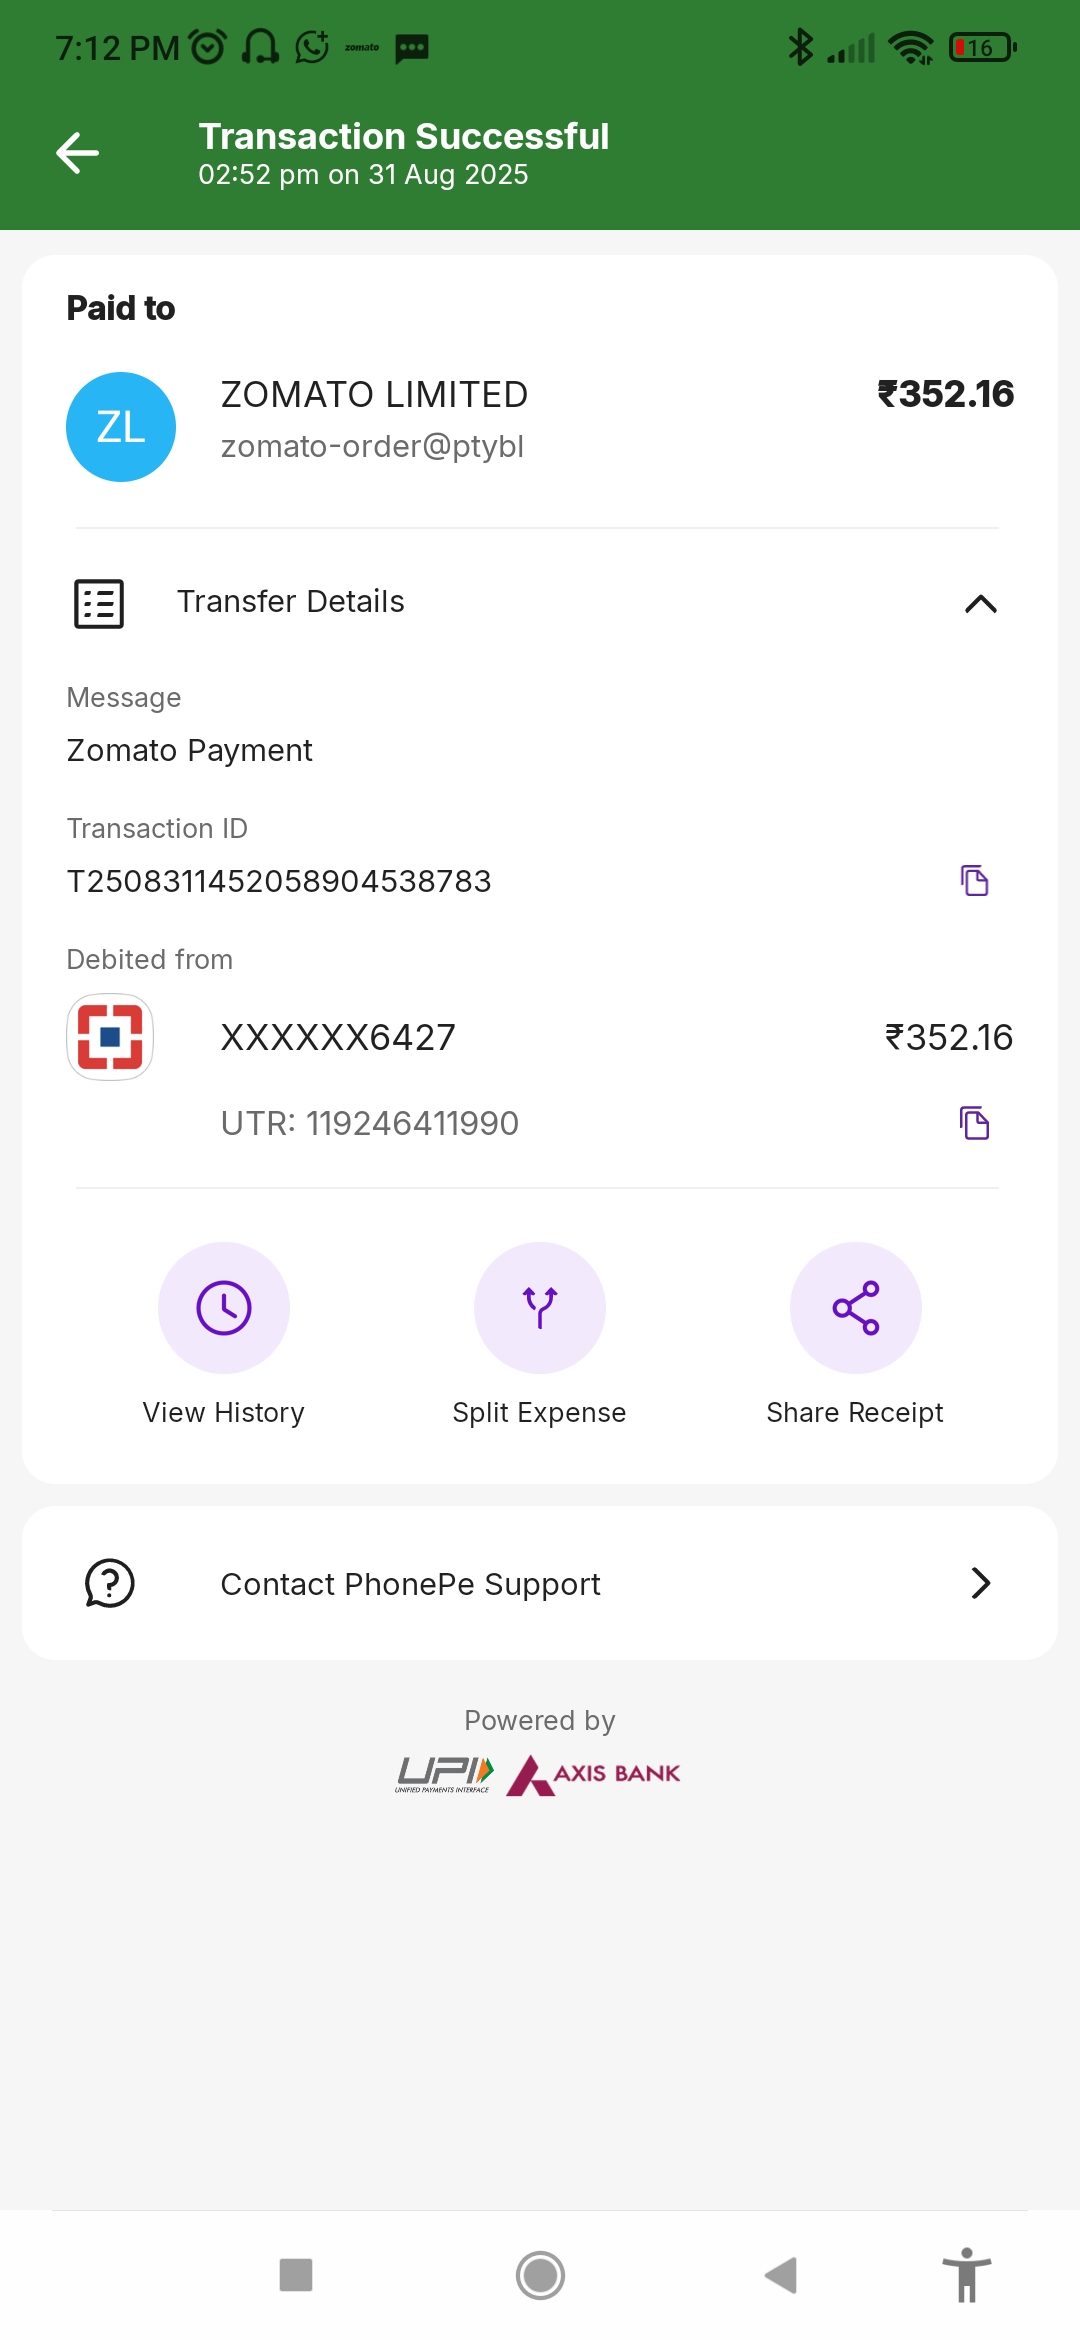 7:12 PM zomato 16
Transaction Successful
02:52 pm on 31 Aug 2025
Paid to
ZL
ZOMATO LIMITED ₹352.16
zomato-order@ptybl
Transfer Details
Message
Zomato Payment
Transaction ID
T2508311452058904538783
Debited from
XXXXXX6427 ₹352.16
UTR: 119246411990
View History Split Expense Share Receipt
Contact PhonePe Support
Powered by
UPI AXIS BANK
UNIFIED PAYMENTS INTERFACE